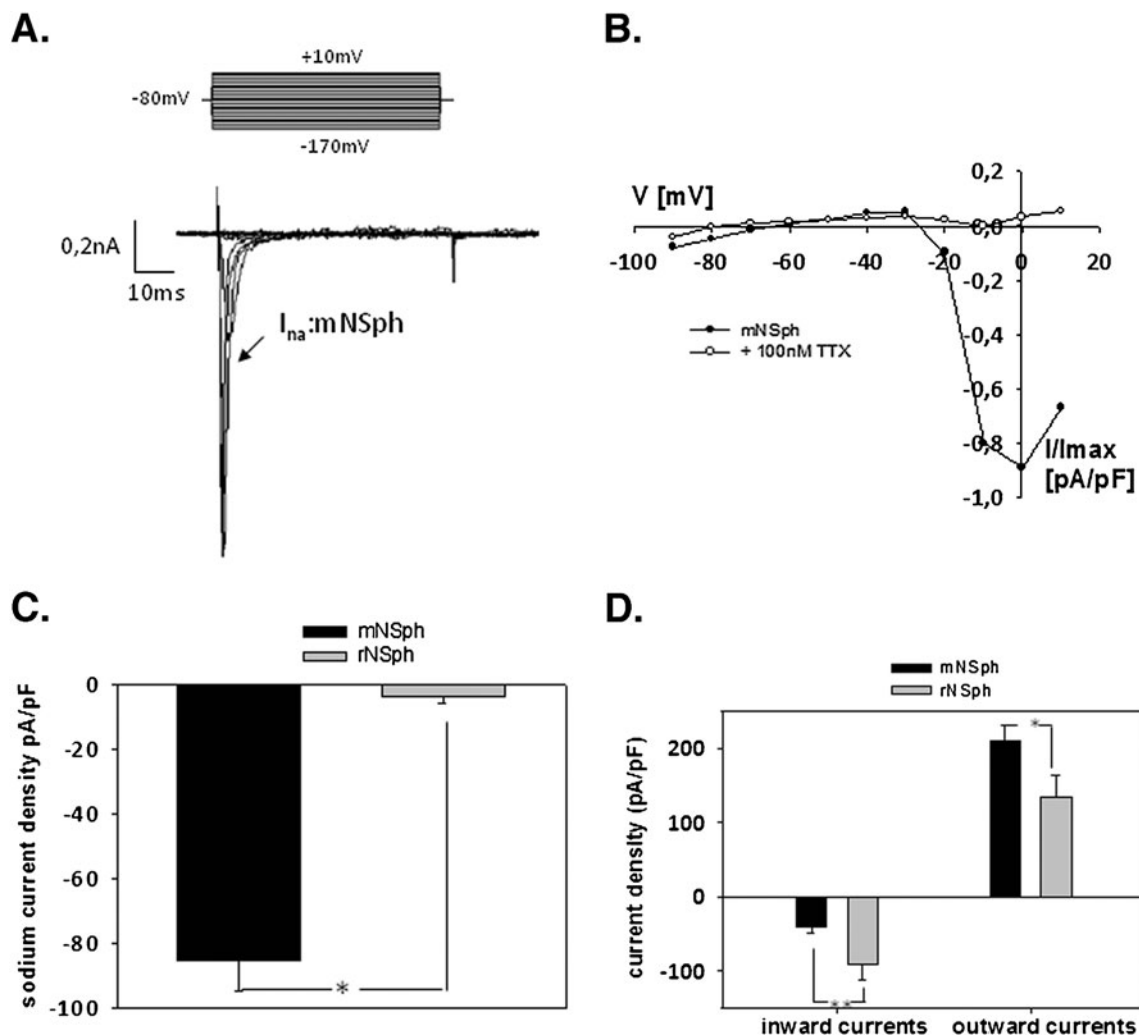 A.
+10mV
-80mV
-170mV
0,2nA
10ms
Ina:mNSph
B.
V [mV]
0,2
0,0
-0,2
-0,4
-0,6
-0,8
-1,0
-100 -80 -60 -40 -20 0 20
mNSph
+ 100nM TTX
I/Imax
[pA/pF]
C.
mNSph
rNSph
sodium current density pA/pF
0
-20
-40
-60
-80
-100
*
D.
mNSph
rNSph
current density (pA/pF)
200
100
0
-100
*
**
inward currents outward currents